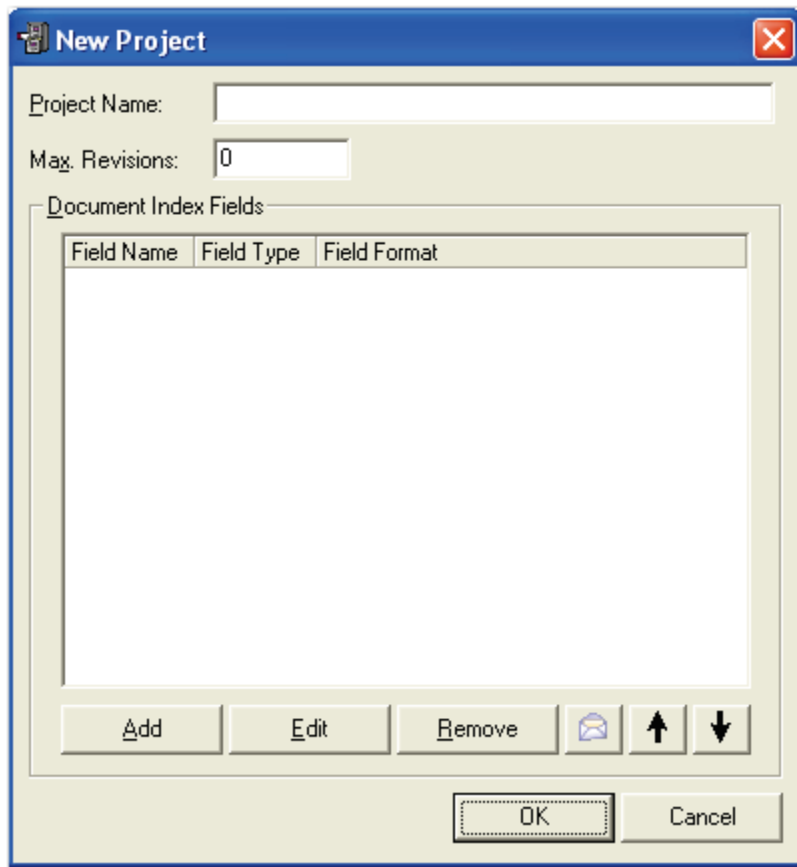 New Project
Project Name:
Max. Revisions: 0
Document Index Fields
Field Name Field Type Field Format
Add Edit Remove
OK Cancel